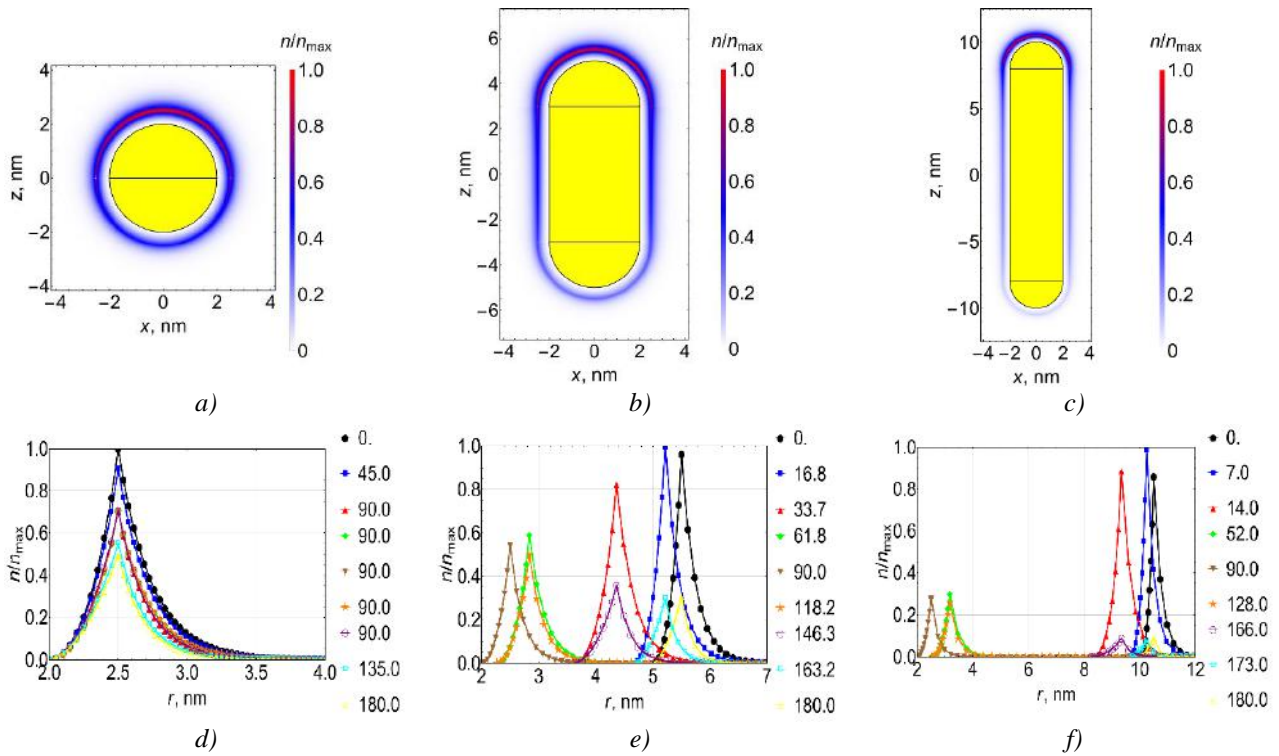 n/nmax
4
2
0
−2
−4
z, nm
−4 −2 0 2 4
x, nm
1.0
0.8
0.6
0.4
0.2
0
a)
n/nmax
6
4
2
0
−2
−4
−6
z, nm
−4 −2 0 2 4
x, nm
1.0
0.8
0.6
0.4
0.2
0
b)
n/nmax
10
5
0
−5
−10
z, nm
−4 −2 0 2 4
x, nm
1.0
0.8
0.6
0.4
0.2
0
c)
1.0
0.8
0.6
0.4
0.2
0.0
n/nmax
2.0 2.5 3.0 3.5 4.0
r, nm
0.
45.0
90.0
90.0
90.0
90.0
90.0
135.0
180.0
d)
1.0
0.8
0.6
0.4
0.2
0.0
n/nmax
2 3 4 5 6 7
r, nm
0.
16.8
33.7
61.8
90.0
118.2
146.3
163.2
180.0
e)
1.0
0.8
0.6
0.4
0.2
0.0
n/nmax
2 4 6 8 10 12
r, nm
0.
7.0
14.0
52.0
90.0
128.0
166.0
173.0
180.0
f)